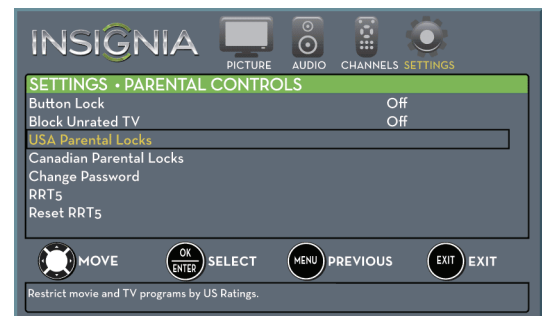 INSIGNIA
PICTURE AUDIO CHANNELS SETTINGS
SETTINGS • PARENTAL CONTROLS
Button Lock Off
Block Unrated TV Off
USA Parental Locks
Canadian Parental Locks
Change Password
RRT5
Reset RRT5
MOVE OK ENTER SELECT MENU PREVIOUS EXIT EXIT
Restrict movie and TV programs by US Ratings.